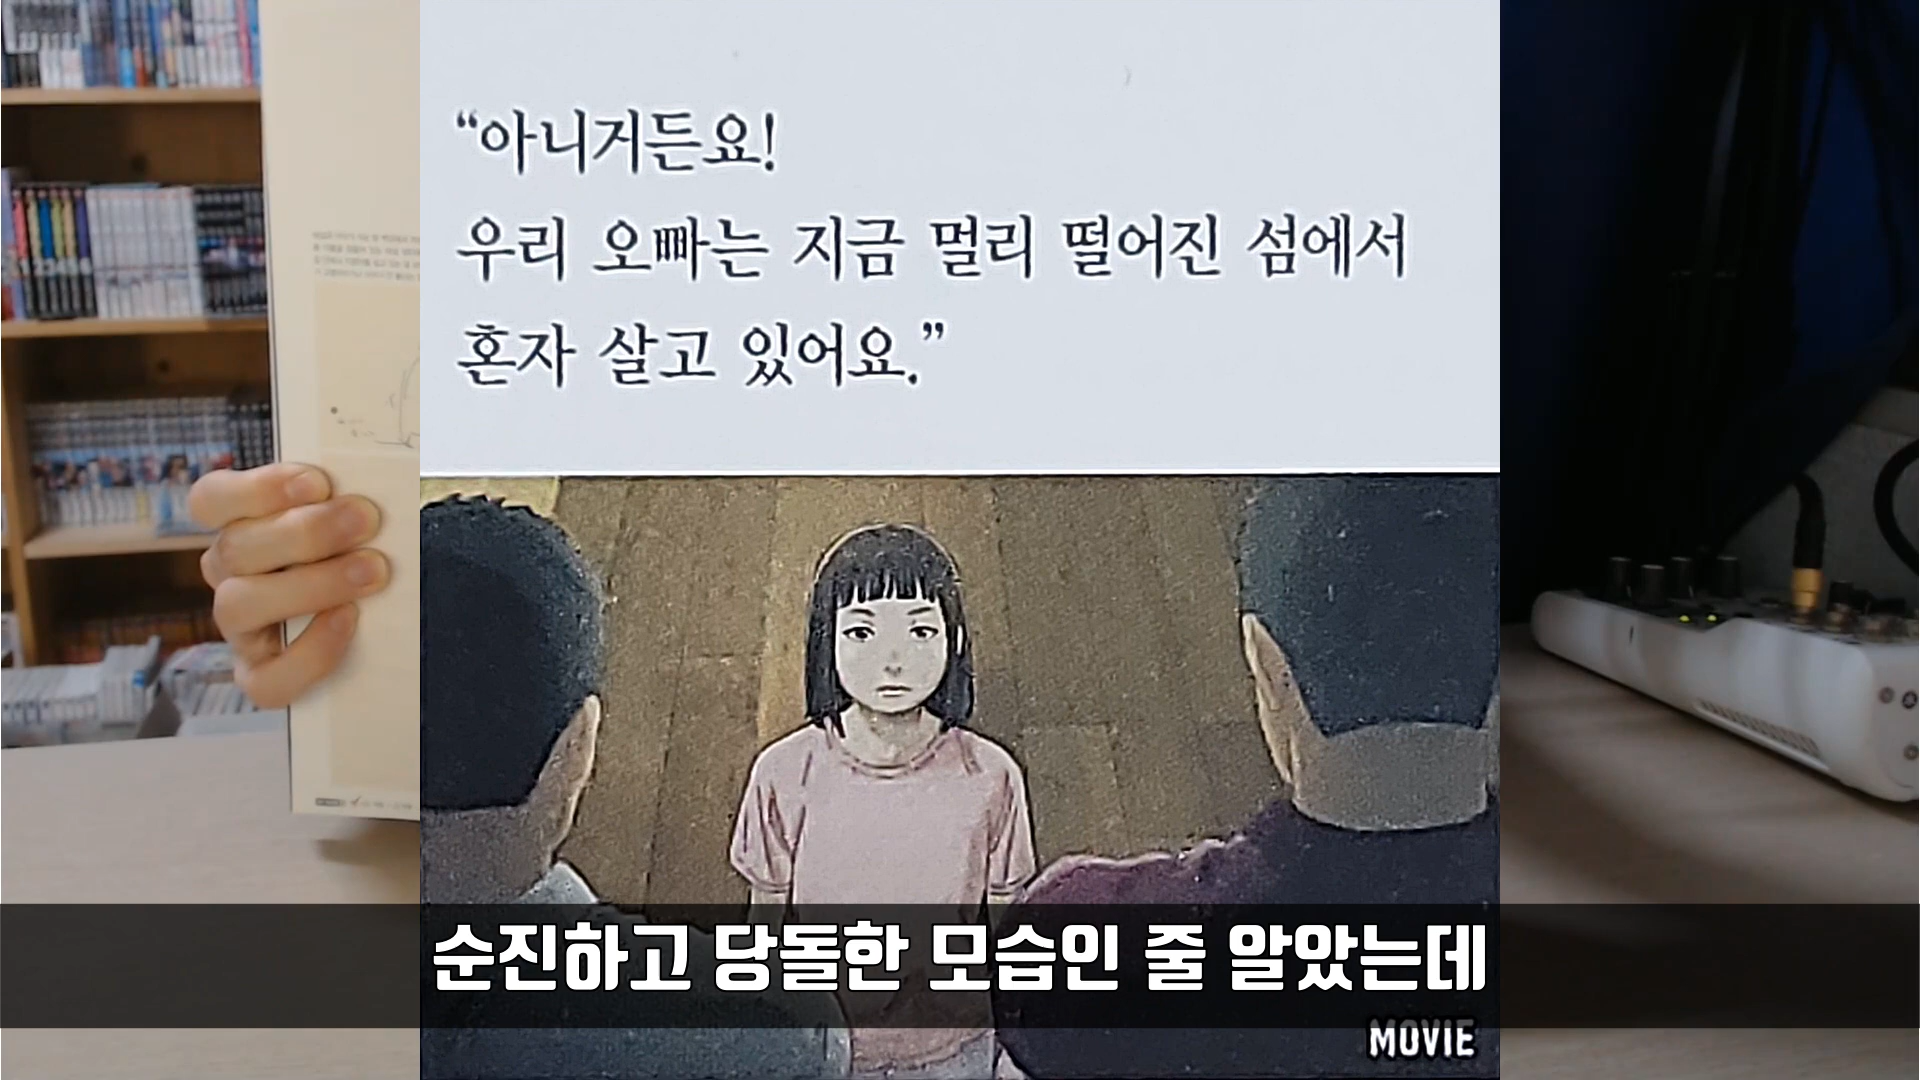 “아니거든요!
우리 오빠는 지금 멀리 떨어진 섬에서
혼자 살고 있어요.”
순진하고 당돌한 모습인 줄 알았는데
MOVIE